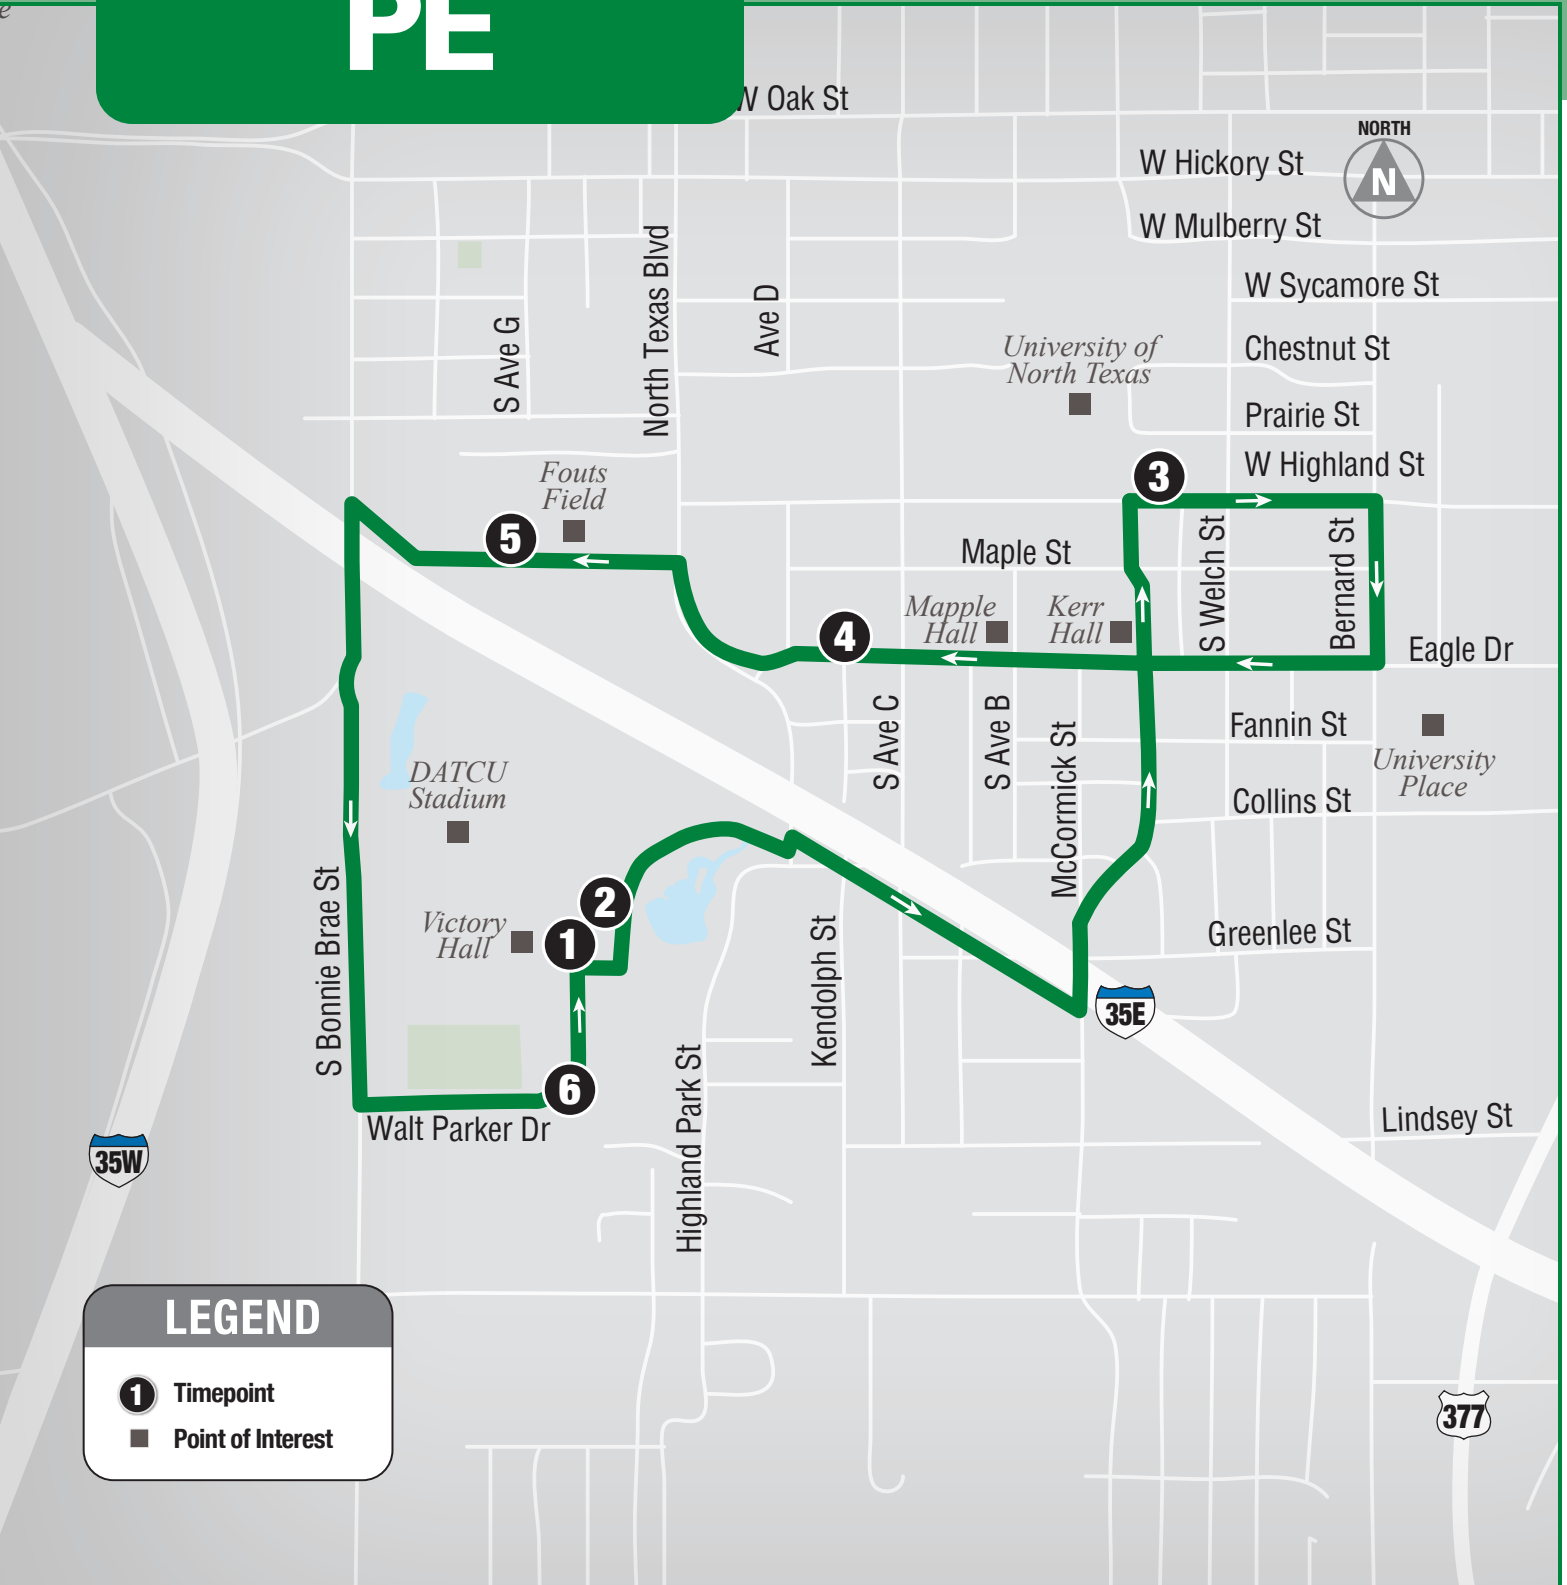 PE
W Oak St
NORTH
N
W Hickory St
W Mulberry St
W Sycamore St
North Texas Blvd
Ave D
S Ave G
University of
North Texas
Chestnut St
Prairie St
W Highland St
Fouts
Field
3
5
Maple St
S Welch St
Bernard St
Mapple
Hall
Kerr
Hall
4
Eagle Dr
S Ave C
S Ave B
McCormick St
Fannin St
University
Place
DATCU
Stadium
Collins St
S Bonnie Brae St
2
Victory
Hall
1
Kendolph St
Greenlee St
35E
Highland Park St
6
Walt Parker Dr
Lindsey St
35W
LEGEND
1 Timepoint
Point of Interest
377